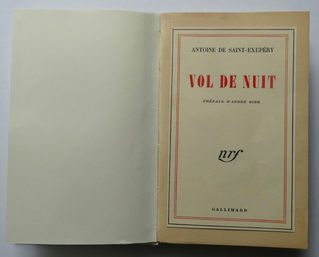 ANTOINE DE SAINT-EXUPÉRY
VOL DE NUIT
PRÉFACE D'ANDRÉ GIDE
nrf
GALLIMARD